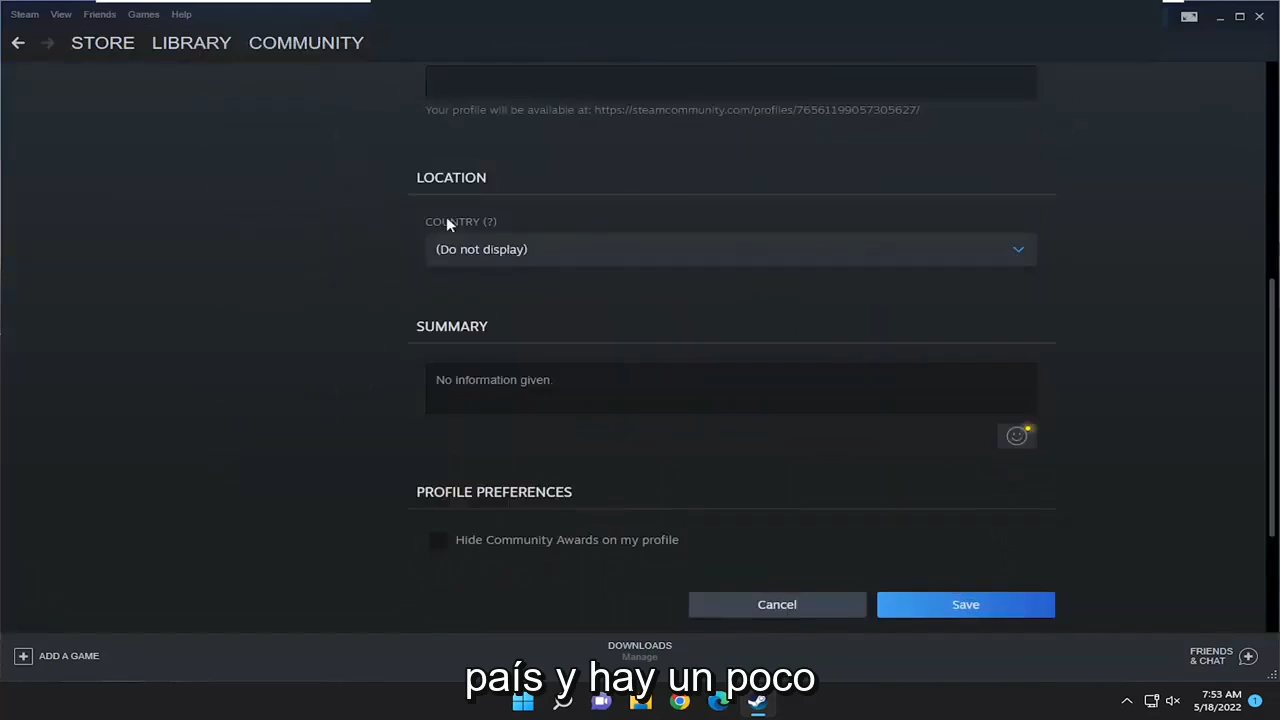 Steam View Friends Games Help
STORE LIBRARY COMMUNITY
Your profile will be available at: https://steamcommunity.com/profiles/76561199057305627/
LOCATION
COUNTRY (?)
(Do not display)
SUMMARY
No information given.
PROFILE PREFERENCES
Hide Community Awards on my profile
Cancel Save
ADD A GAME
DOWNLOADS
Manage
FRIENDS
& CHAT
país y hay un poco
7:53 AM
5/18/2022
1